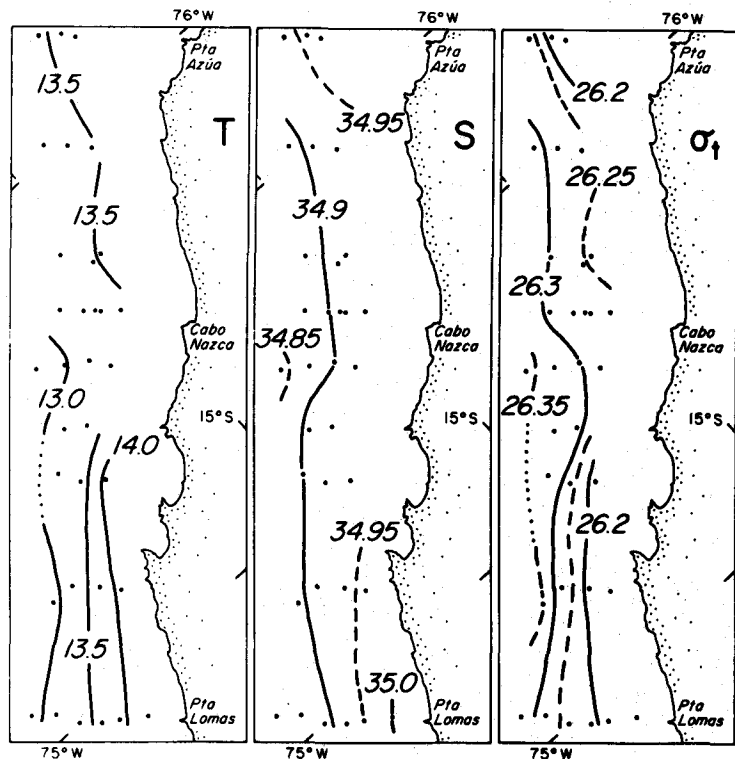 76°W
Pta
Azúa
13.5
T
13.5
Cabo
Nazca
13.0
15°S
14.0
13.5
Pta
Lomas
75°W
76°W
Pta
Azúa
34.95
S
34.9
34.85
Cabo
Nazca
15°S
34.95
35.0
Pta
Lomas
75°W
76°W
Pta
Azúa
26.2
σt
26.25
26.3
Cabo
Nazca
26.35
15°S
26.2
Pta
Lomas
75°W